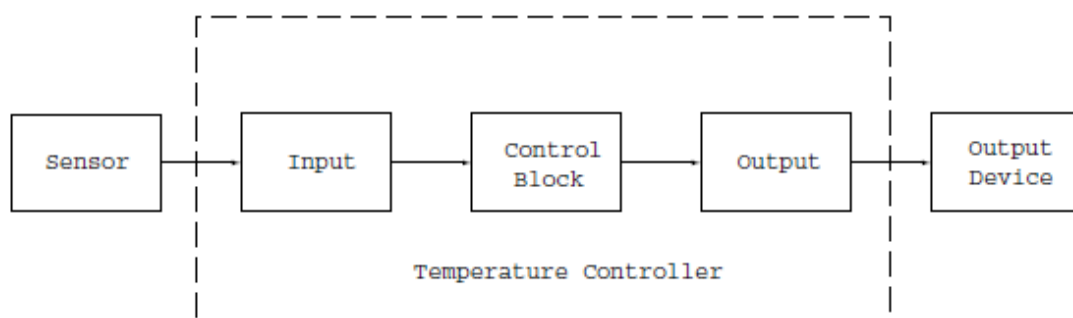 Sensor
Input
Control
Block
Output
Output
Device
Temperature Controller